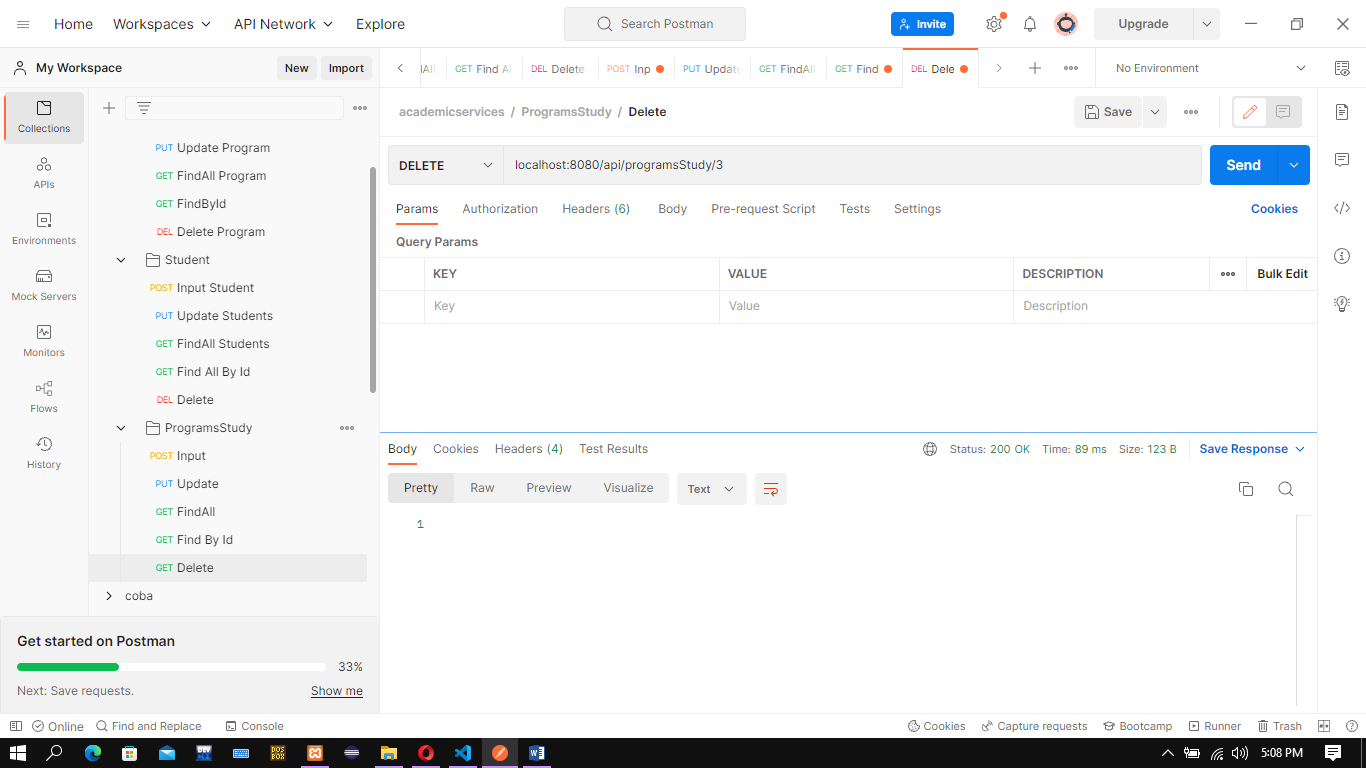 Home Workspaces API Network Explore Search Postman Invite Upgrade
My Workspace New Import
GET Find Al DEL Delete POST Inp PUT Update GET FindAll GET Find DEL Dele No Environment
Collections
APIs
Environments
Mock Servers
Monitors
Flows
History
PUT Update Program
GET FindAll Program
GET FindById
DEL Delete Program
Student
POST Input Student
PUT Update Students
GET FindAll Students
GET Find All By Id
DEL Delete
ProgramsStudy
POST Input
PUT Update
GET FindAll
GET Find By Id
GET Delete
coba
Get started on Postman
33%
Next: Save requests. Show me
academicservices / ProgramsStudy / Delete Save
DELETE localhost:8080/api/programsStudy/3 Send
Params Authorization Headers (6) Body Pre-request Script Tests Settings Cookies
Query Params
KEY VALUE DESCRIPTION Bulk Edit
Key Value Description
Body Cookies Headers (4) Test Results Status: 200 OK Time: 89 ms Size: 123 B Save Response
Pretty Raw Preview Visualize Text
1
Online Find and Replace Console Cookies Capture requests Bootcamp Runner Trash
5:08 PM